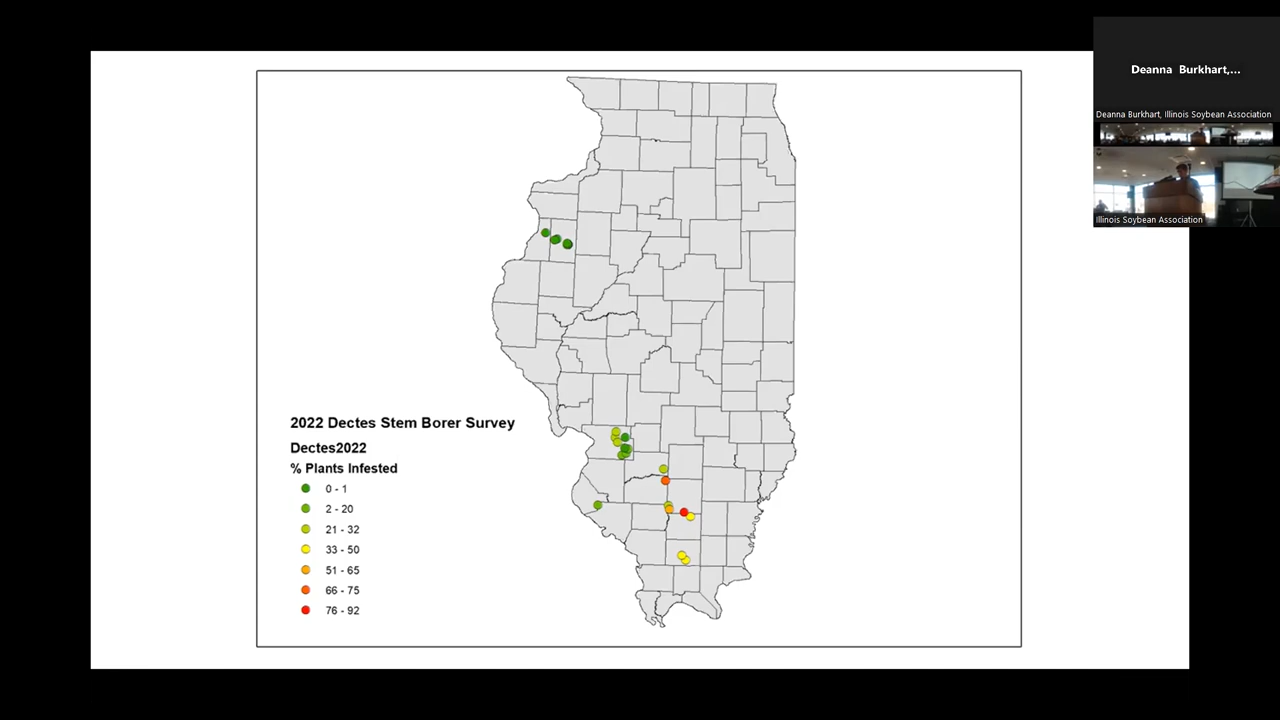 Deanna Burkhart,...
Deanna Burkhart, Illinois Soybean Association
Illinois Soybean Association
2022 Dectes Stem Borer Survey
Dectes2022
% Plants Infested
0 - 1
2 - 20
21 - 32
33 - 50
51 - 65
66 - 75
76 - 92